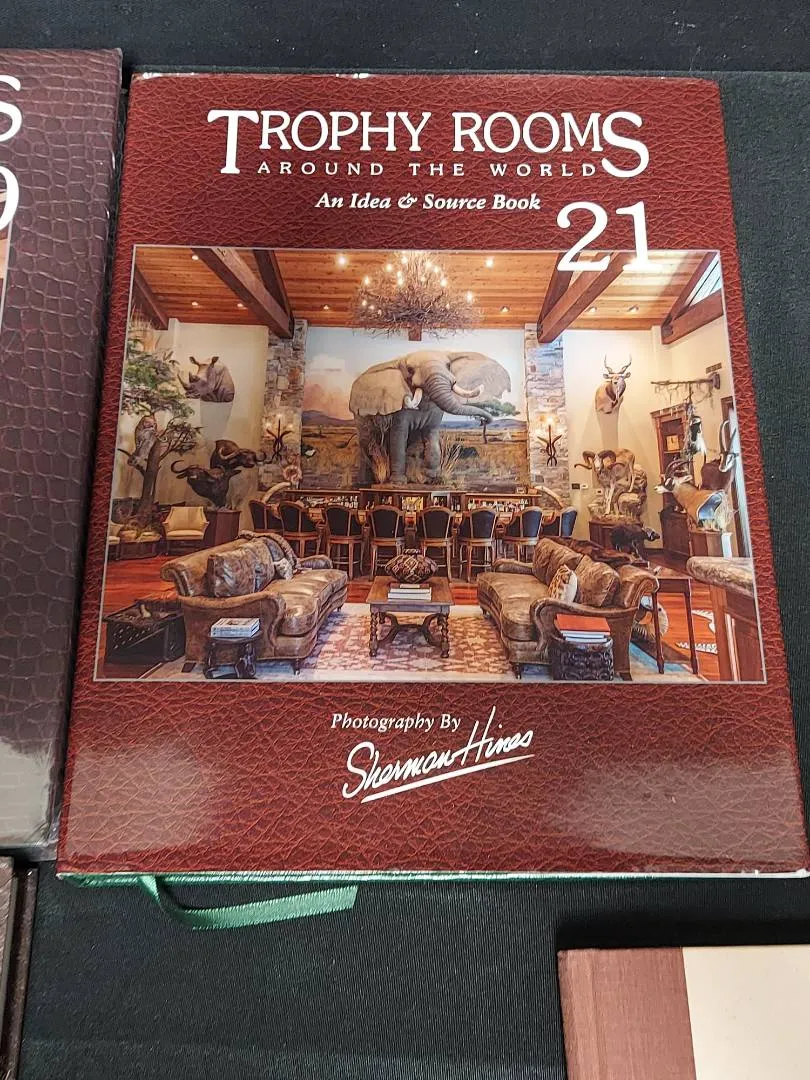 TROPHY ROOMS
AROUND THE WORLD
An Idea & Source Book
21
Photography By
Sherman Hines